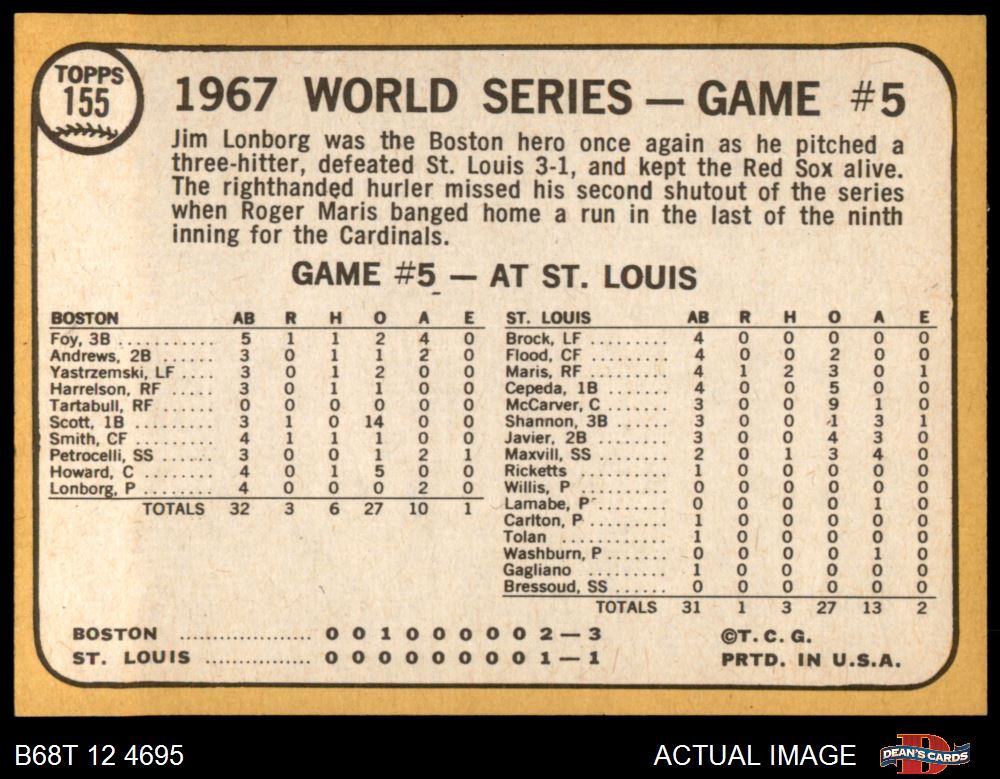 TOPPS
155
1967 WORLD SERIES — GAME #5
Jim Lonborg was the Boston hero once again as he pitched a
three-hitter, defeated St. Louis 3-1, and kept the Red Sox alive.
The righthanded hurler missed his second shutout of the series
when Roger Maris banged home a run in the last of the ninth
inning for the Cardinals.
GAME #5 — AT ST. LOUIS
BOSTON AB R H O A E
Foy, 3B ........... 5 1 1 2 4 0
Andrews, 2B ...... 3 0 1 1 2 0
Yastrzemski, LF .... 3 0 1 2 0 0
Harrelson, RF ..... 3 0 1 1 0 0
Tartabull, RF ...... 0 0 0 0 0 0
Scott, 1B ......... 3 1 0 14 0 0
Smith, CF ......... 4 1 1 1 0 0
Petrocelli, SS ...... 3 0 0 1 2 1
Howard, C ........ 4 0 1 5 0 0
Lonborg, P ........ 4 0 0 0 2 0
TOTALS 32 3 6 27 10 1
ST. LOUIS AB R H O A E
Brock, LF ......... 4 0 0 0 0 0
Flood, CF ......... 4 0 0 2 0 0
Maris, RF ......... 4 1 2 3 0 1
Cepeda, 1B ....... 4 0 0 5 0 0
McCarver, C ....... 3 0 0 9 1 0
Shannon, 3B ...... 3 0 0 1 3 1
Javier, 2B ........ 3 0 0 4 3 0
Maxvill, SS ........ 2 0 1 3 4 0
Ricketts .......... 1 0 0 0 0 0
Willis, P .......... 0 0 0 0 0 0
Lamabe, P ........ 0 0 0 0 1 0
Carlton, P ........ 1 0 0 0 0 0
Tolan ............ 1 0 0 0 0 0
Washburn, P ...... 0 0 0 0 1 0
Gagliano ......... 1 0 0 0 0 0
Bressoud, SS ...... 0 0 0 0 0 0
TOTALS 31 1 3 27 13 2
BOSTON ................. 0 0 1 0 0 0 0 0 2 — 3
ST. LOUIS .............. 0 0 0 0 0 0 0 0 1 — 1
©T. C. G.
PRTD. IN U.S.A.
B68T 12 4695
ACTUAL IMAGE
D
DEAN'S CARDS